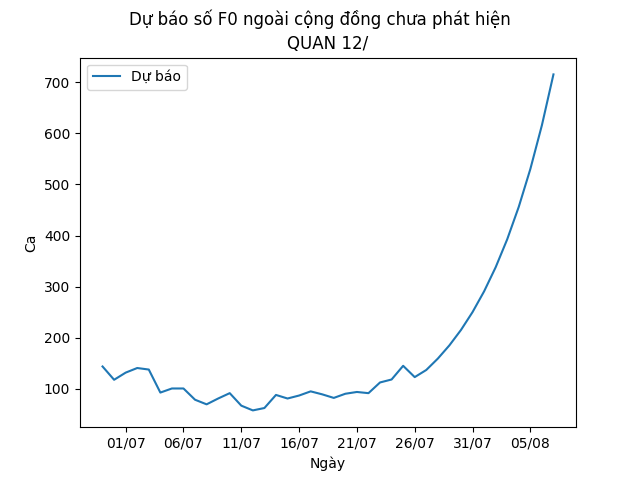 Dự báo số F0 ngoài cộng đồng chưa phát hiện
QUAN 12/
Dự báo
700
600
500
400
300
200
100
Ca
01/07 06/07 11/07 16/07 21/07 26/07 31/07 05/08
Ngày